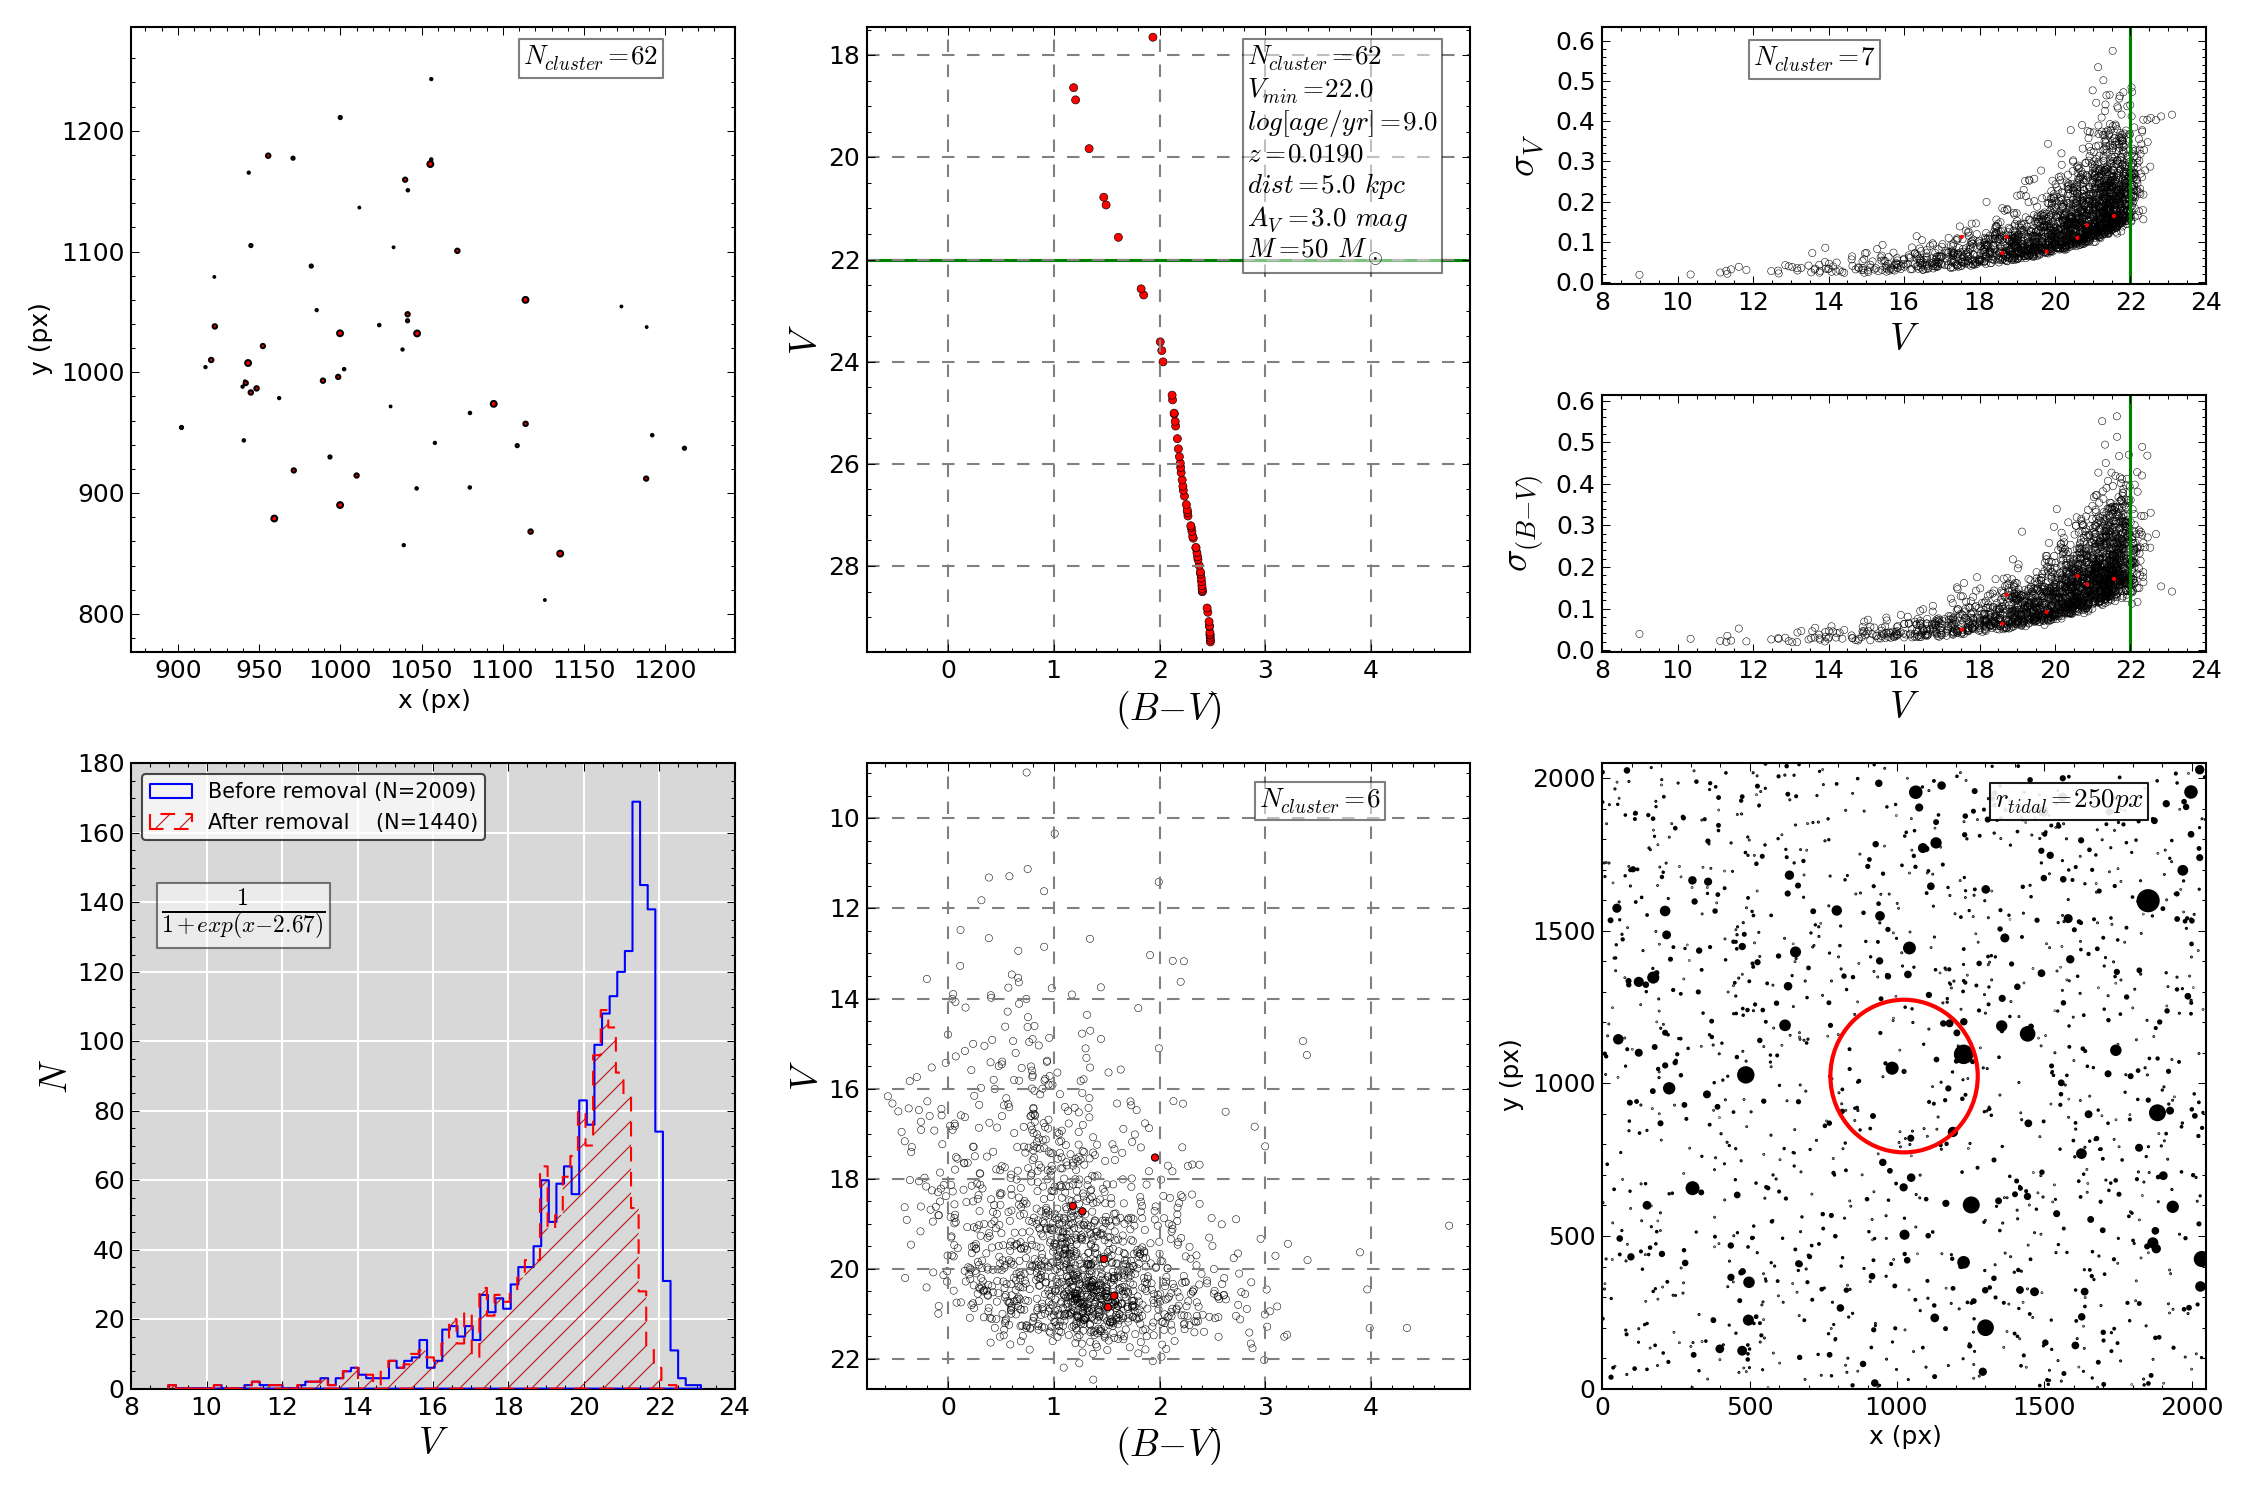 N_cluster=62
1200
1100
1000
900
800
y (px)
900 950 1000 1050 1100 1150 1200
x (px)
N_cluster=62
V_min=22.0
log[age/yr]=9.0
z=0.0190
dist=5.0 kpc
A_V=3.0 mag
M=50 M_⊙
18
20
22
24
26
28
V
0 1 2 3 4
(B−V)
N_cluster=7
0.6
0.5
0.4
0.3
0.2
0.1
0.0
σ_V
8 10 12 14 16 18 20 22 24
V
0.6
0.5
0.4
0.3
0.2
0.1
0.0
σ_(B−V)
8 10 12 14 16 18 20 22 24
V
180
160
140
120
100
80
60
40
20
0
N
Before removal (N=2009)
After removal (N=1440)
1
1+exp(x−2.67)
8 10 12 14 16 18 20 22 24
V
N_cluster=6
10
12
14
16
18
20
22
V
0 1 2 3 4
(B−V)
r_tidal=250px
2000
1500
1000
500
0
y (px)
0 500 1000 1500 2000
x (px)